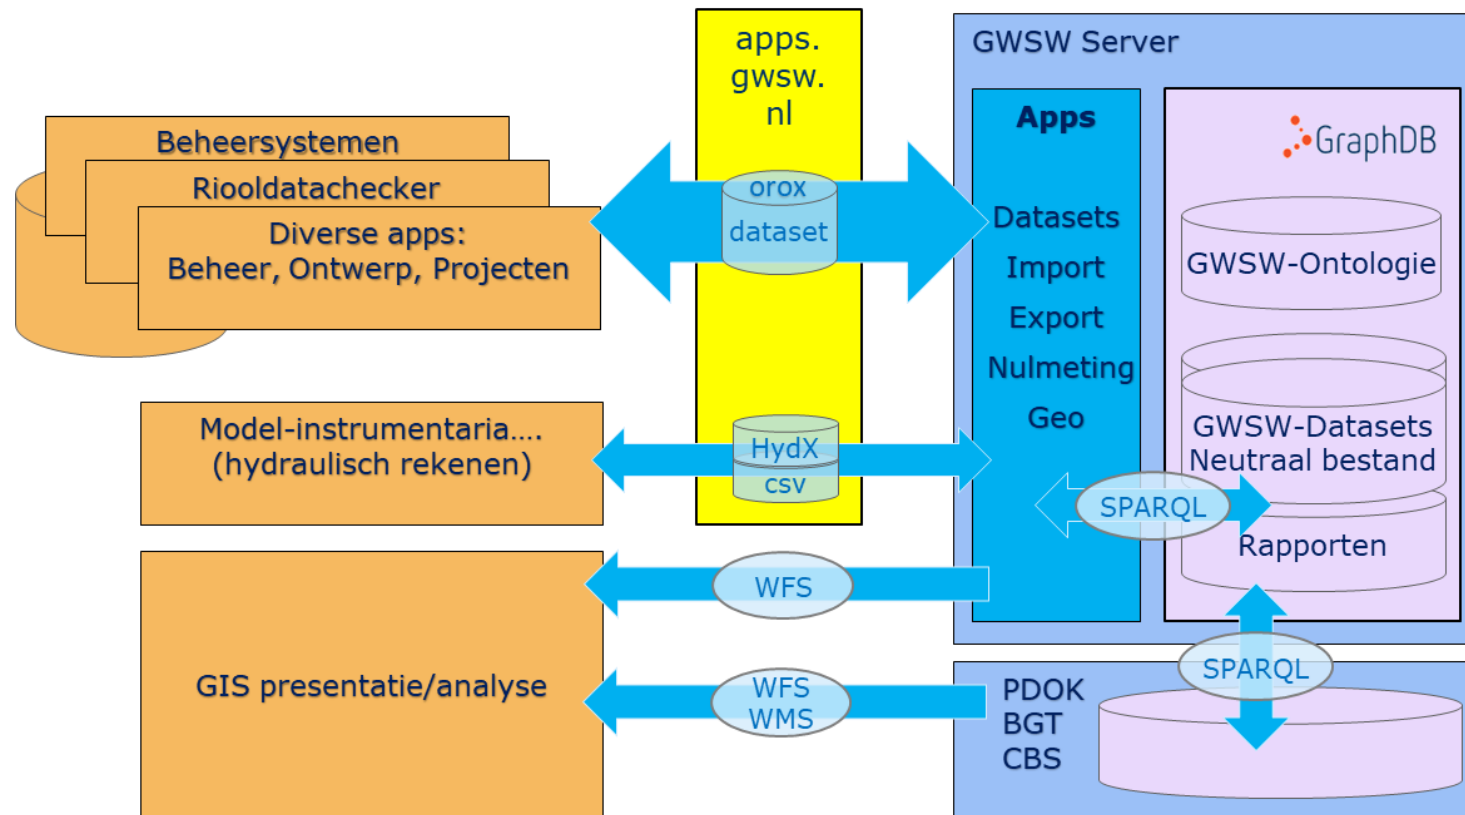 Beheersystemen
Riooldatachecker
Diverse apps:
Beheer, Ontwerp, Projecten
Model-instrumentaria....
(hydraulisch rekenen)
GIS presentatie/analyse
apps.
gwsw.
nl
orox
dataset
HydX
csv
WFS
WFS
WMS
GWSW Server
Apps
Datasets
Import
Export
Nulmeting
Geo
GraphDB
GWSW-Ontologie
GWSW-Datasets
Neutraal bestand
SPARQL
Rapporten
SPARQL
PDOK
BGT
CBS